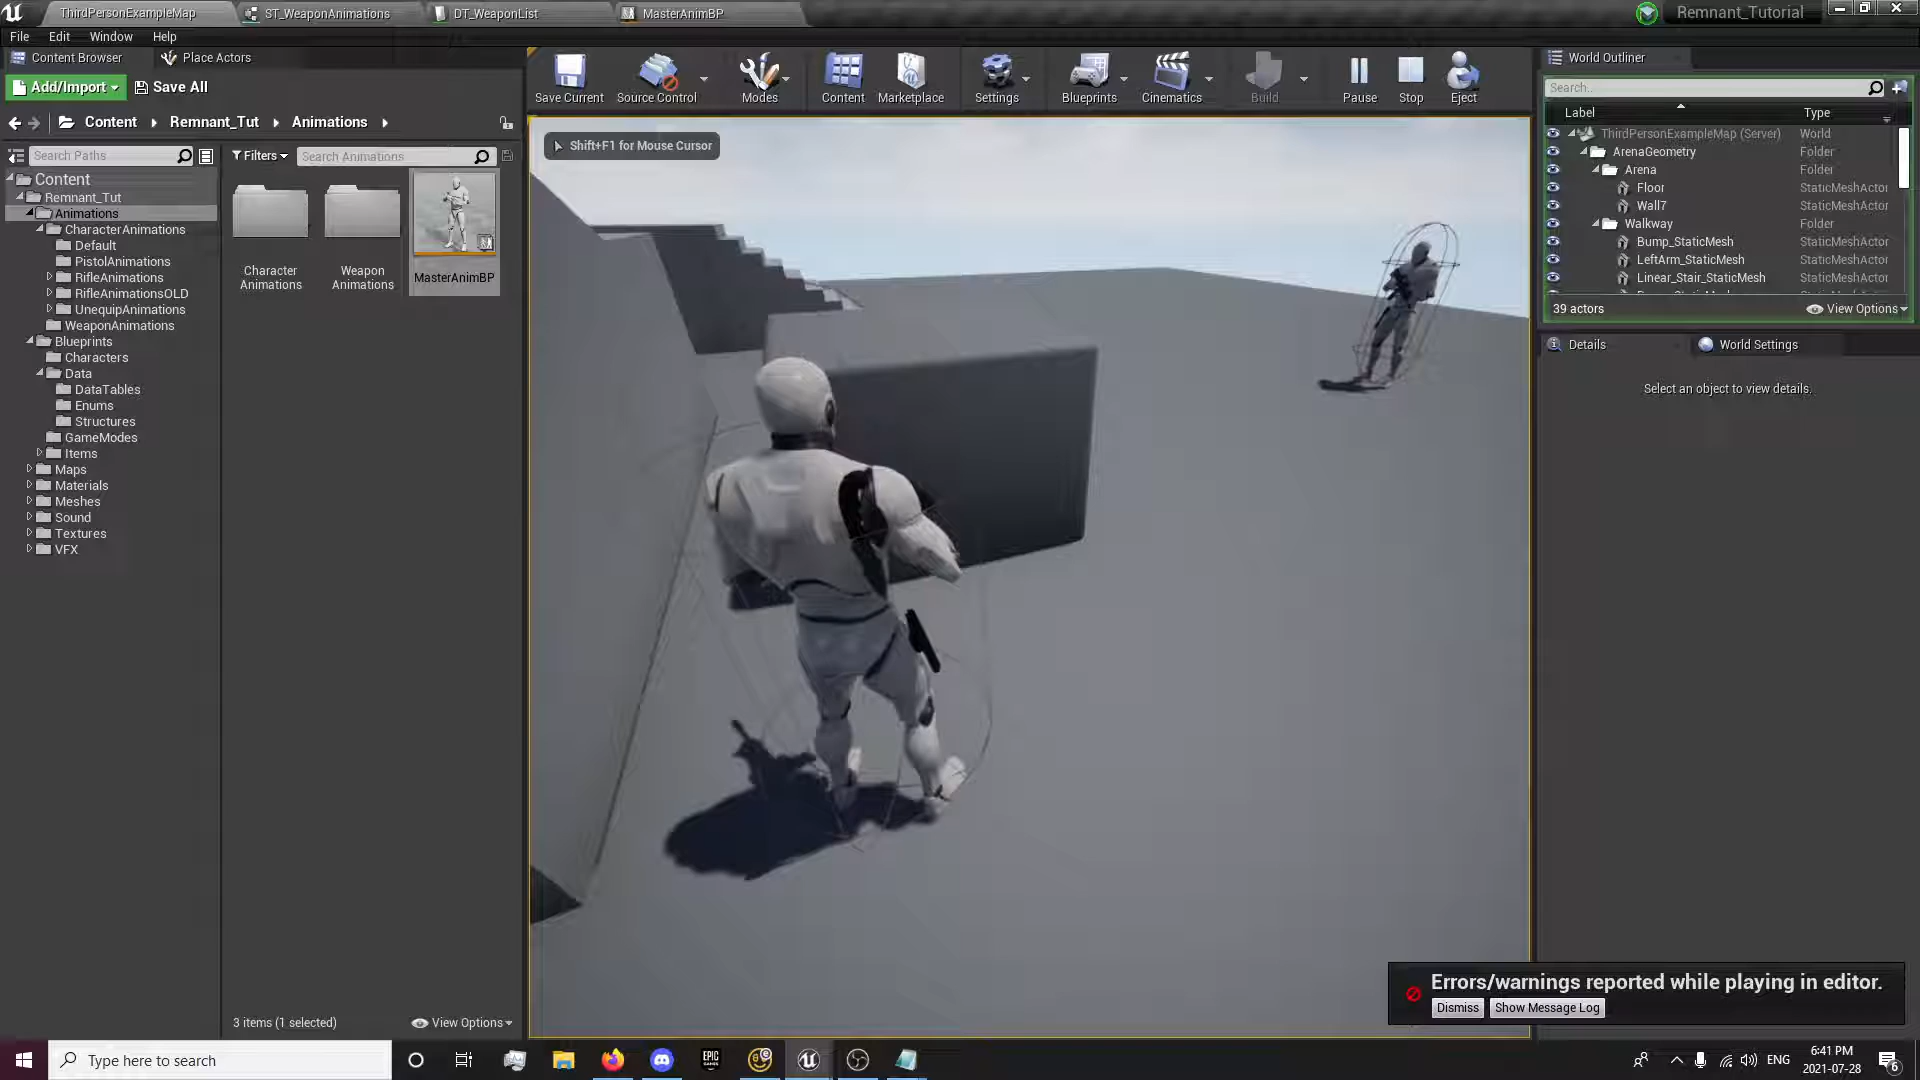 ThirdPersonExampleMap
ST_WeaponAnimations
DT_WeaponList
MasterAnimBP
Remnant_Tutorial
File
Edit
Window
Help
Content Browser
Place Actors
Add/Import
Save All
Content
Remnant_Tut
Animations
Search Paths
Filters
Search Animations
Content
Remnant_Tut
Animations
CharacterAnimations
Default
PistolAnimations
RifleAnimations
RifleAnimationsOLD
UnequipAnimations
WeaponAnimations
Blueprints
Characters
Data
DataTables
Enums
Structures
GameModes
Items
Maps
Materials
Meshes
Sound
Textures
VFX
Character
Animations
Weapon
Animations
MasterAnimBP
3 items (1 selected)
View Options
Save Current
Source Control
Modes
Content
Marketplace
Settings
Blueprints
Cinematics
Build
Pause
Stop
Eject
Shift+F1 for Mouse Cursor
World Outliner
Search..
Label
Type
ThirdPersonExampleMap (Server)
World
ArenaGeometry
Folder
Arena
Folder
Floor
StaticMeshActor
Wall7
StaticMeshActor
Walkway
Folder
Bump_StaticMesh
StaticMeshActor
LeftArm_StaticMesh
StaticMeshActor
Linear_Stair_StaticMesh
StaticMeshActor
39 actors
View Options
Details
World Settings
Select an object to view details.
Errors/warnings reported while playing in editor.
Dismiss
Show Message Log
Type here to search
EPIC
GAMES
ENG
6:41 PM
2021-07-28
6